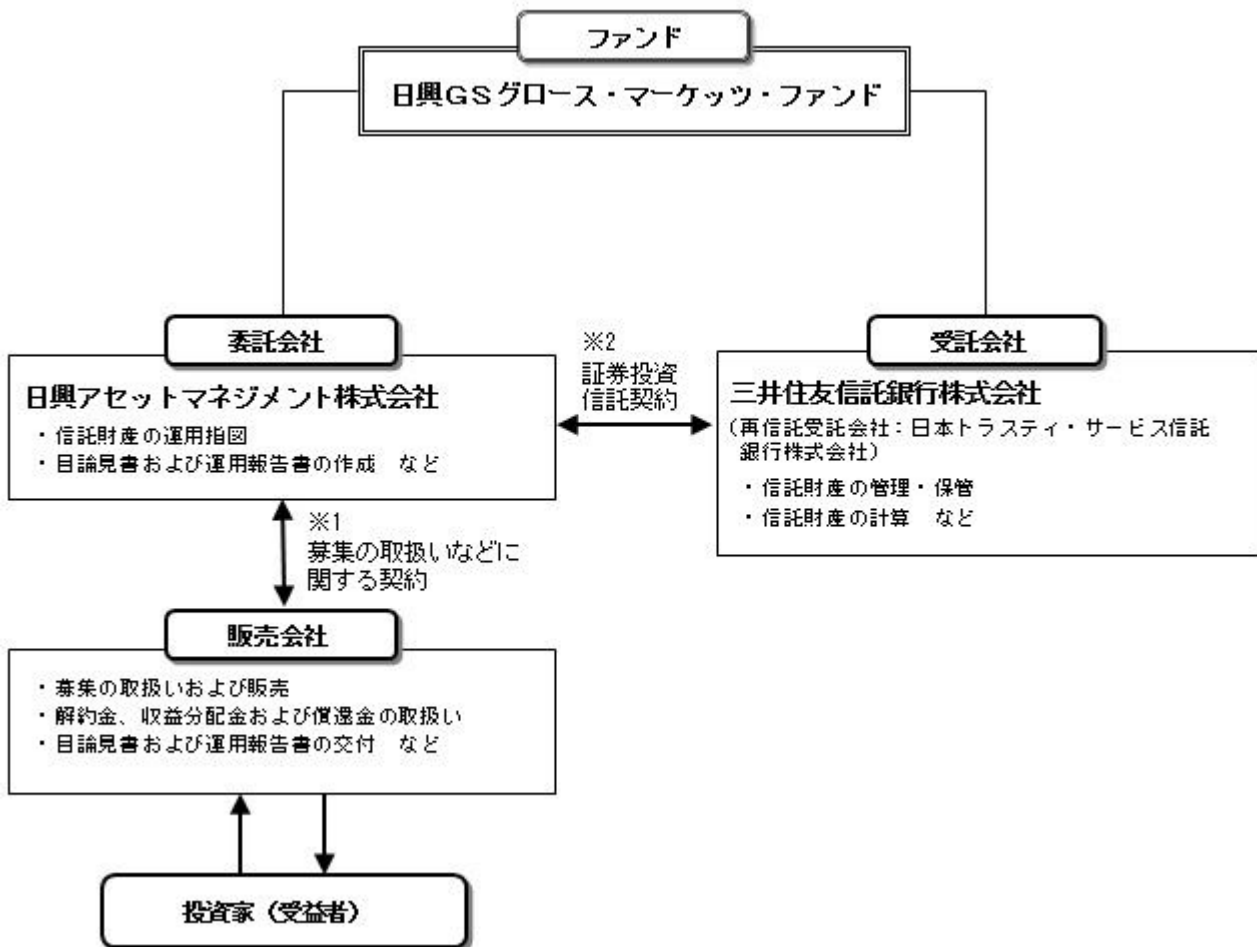 ファンド
日興GSグロース・マーケッツ・ファンド
委託会社
日興アセットマネジメント株式会社
・信託財産の運用指図
・目論見書および運用報告書の作成　など
※2
証券投資
信託契約
受託会社
三井住友信託銀行株式会社
(再信託受託会社：日本トラスティ・サービス信託
銀行株式会社)
・信託財産の管理・保管
・信託財産の計算　など
※1
募集の取扱いなどに
関する契約
販売会社
・募集の取扱いおよび販売
・解約金、収益分配金および償還金の取扱い
・目論見書および運用報告書の交付　など
投資家（受益者）